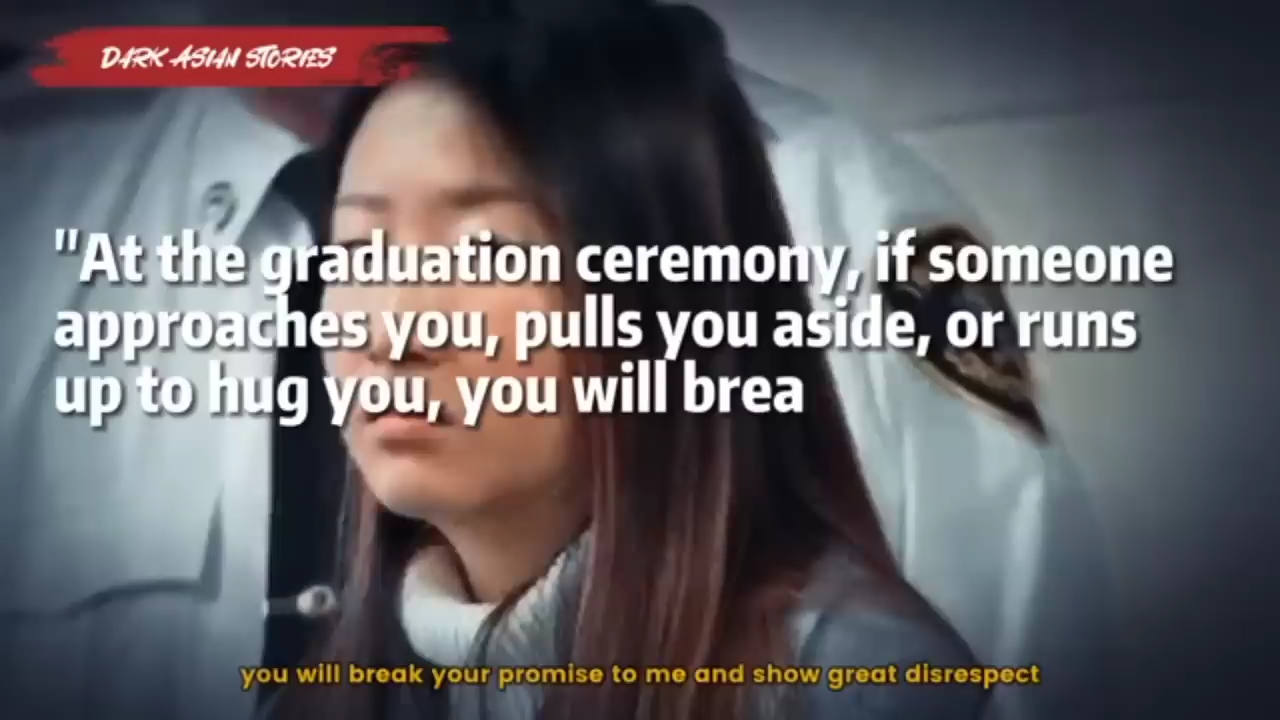 DARK ASIAN STORIES
"At the graduation ceremony, if someone
approaches you, pulls you aside, or runs
up to hug you, you will brea
you will break your promise to me and show great disrespect